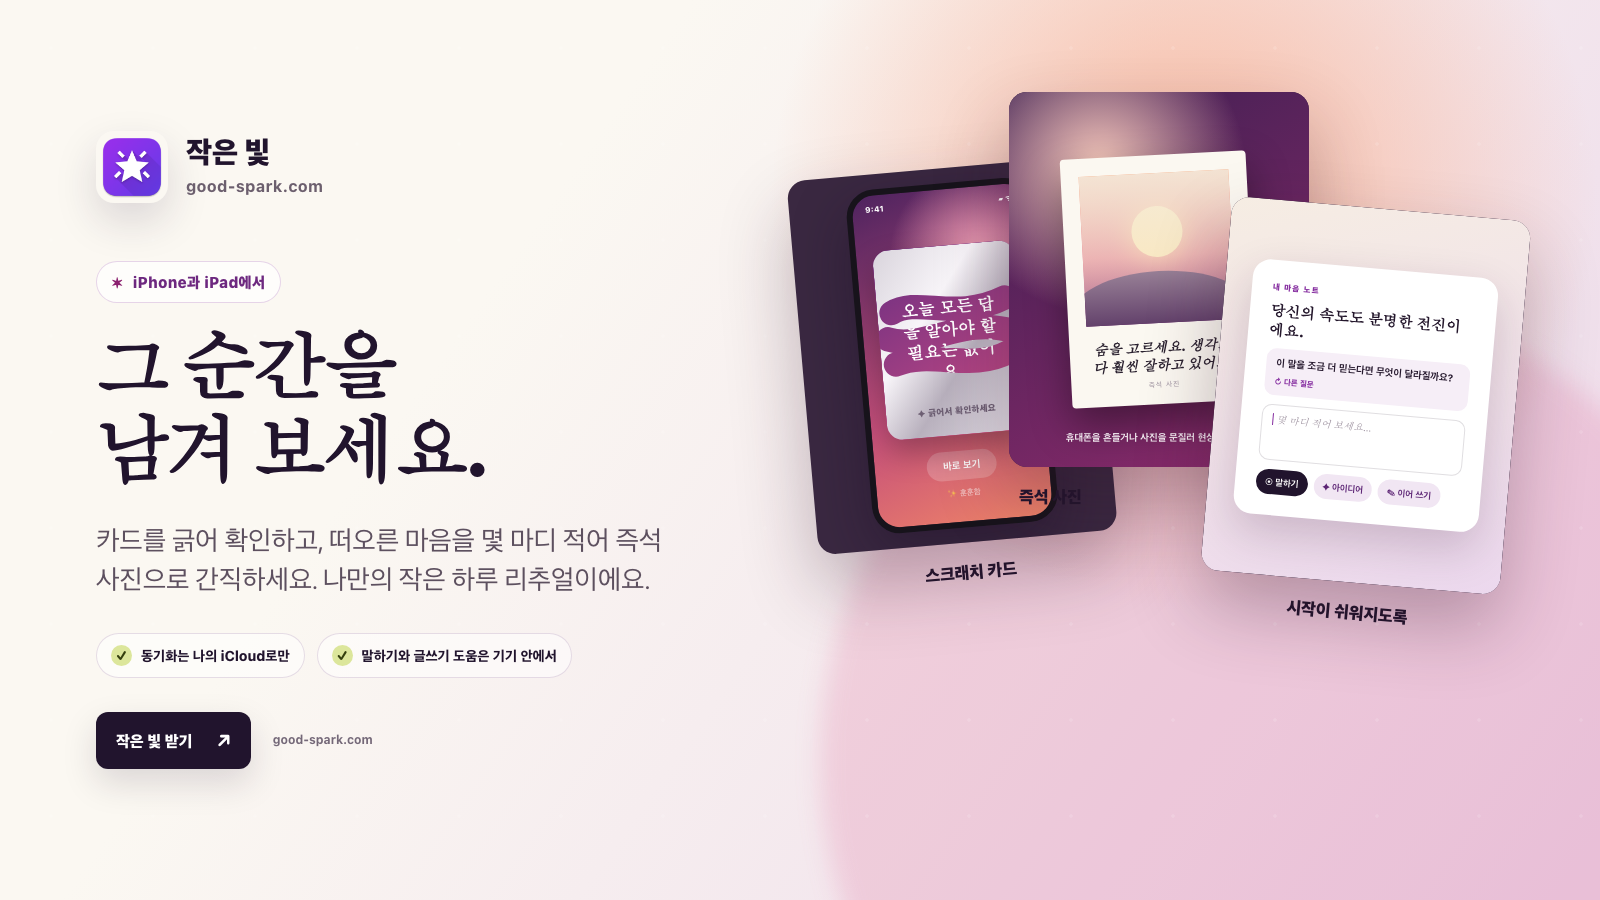 작은 빛
good-spark.com
iPhone과 iPad에서
그 순간을
남겨 보세요.
카드를 긁어 확인하고, 떠오른 마음을 몇 마디 적어 즉석
사진으로 간직하세요. 나만의 작은 하루 리추얼이에요.
동기화는 나의 iCloud로만
말하기와 글쓰기 도움은 기기 안에서
작은 빛 받기
good-spark.com
9:41
오늘 모든 답
을 알아야 할
필요는 없어
요
긁어서 확인하세요
바로 보기
훈훈함
스크래치 카드
숨을 고르세요. 생각
다 훨씬 잘하고 있어
즉석 사진
휴대폰을 흔들거나 사진을 문질러 현상
즉석 사진
내 마음 노트
당신의 속도도 분명한 전진이
에요.
이 말을 조금 더 믿는다면 무엇이 달라질까요?
다른 질문
몇 마디 적어 보세요...
말하기
아이디어
이어 쓰기
시작이 쉬워지도록